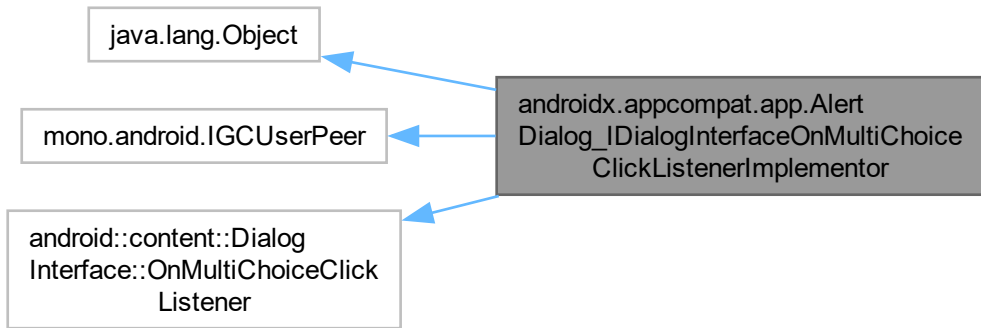 java.lang.Object
mono.android.IGCUserPeer
android::content::Dialog
Interface::OnMultiChoiceClick
Listener
androidx.appcompat.app.Alert
Dialog_IDialogInterfaceOnMultiChoice
ClickListenerImplementor